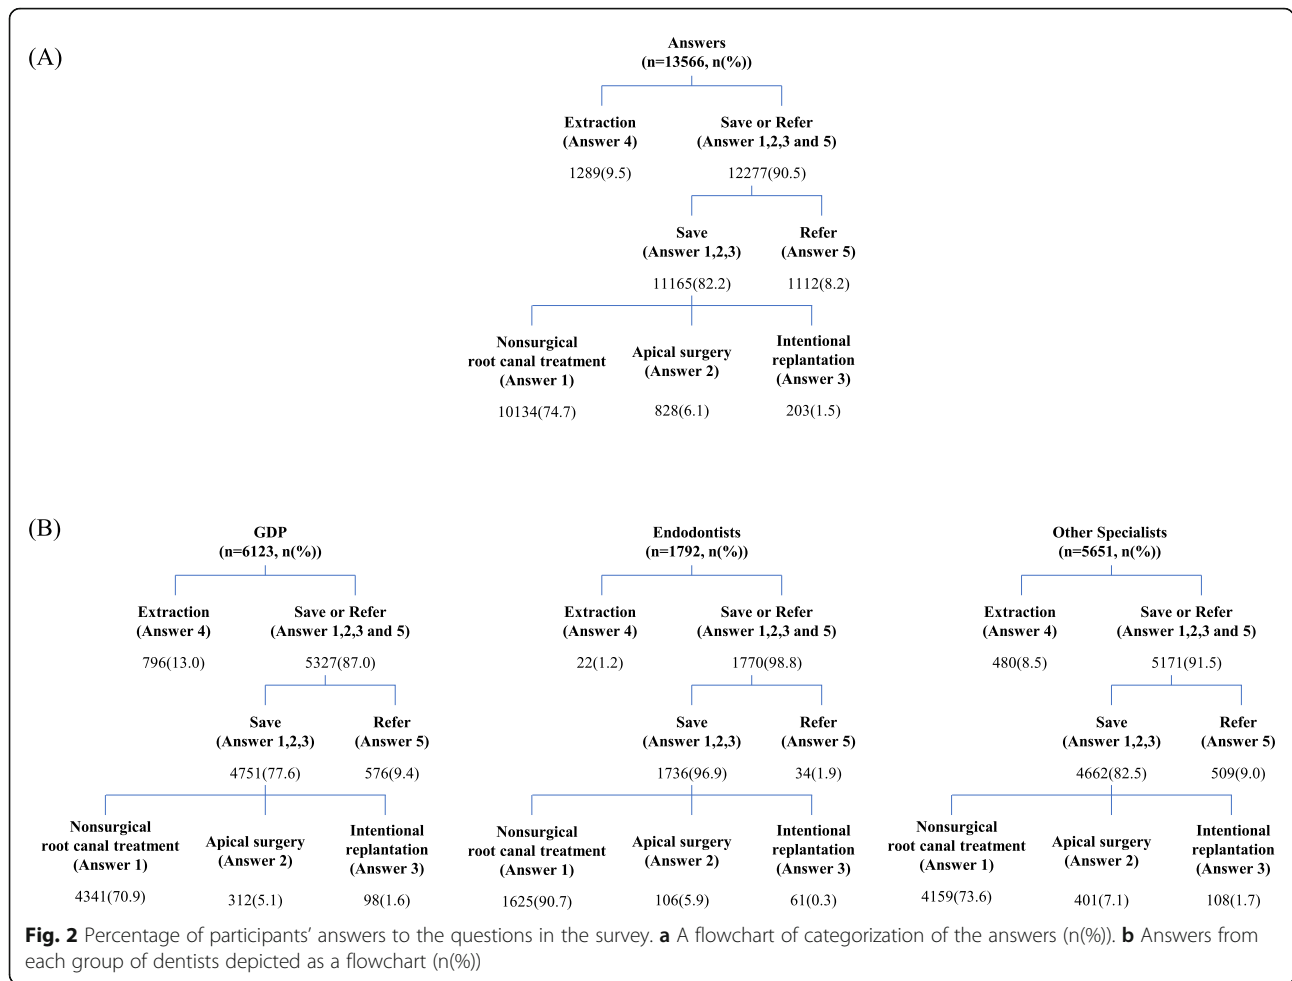 (A)
Answers
(n=13566, n(%))
Extraction
(Answer 4)
1289(9.5)
Save or Refer
(Answer 1,2,3 and 5)
12277(90.5)
Save
(Answer 1,2,3)
11165(82.2)
Refer
(Answer 5)
1112(8.2)
Nonsurgical
root canal treatment
(Answer 1)
10134(74.7)
Apical surgery
(Answer 2)
828(6.1)
Intentional
replantation
(Answer 3)
203(1.5)
(B)
GDP
(n=6123, n(%))
Extraction
(Answer 4)
796(13.0)
Save or Refer
(Answer 1,2,3 and 5)
5327(87.0)
Save
(Answer 1,2,3)
4751(77.6)
Refer
(Answer 5)
576(9.4)
Nonsurgical
root canal treatment
(Answer 1)
4341(70.9)
Apical surgery
(Answer 2)
312(5.1)
Intentional
replantation
(Answer 3)
98(1.6)
Endodontists
(n=1792, n(%))
Extraction
(Answer 4)
22(1.2)
Save or Refer
(Answer 1,2,3 and 5)
1770(98.8)
Save
(Answer 1,2,3)
1736(96.9)
Refer
(Answer 5)
34(1.9)
Nonsurgical
root canal treatment
(Answer 1)
1625(90.7)
Apical surgery
(Answer 2)
106(5.9)
Intentional
replantation
(Answer 3)
61(0.3)
Other Specialists
(n=5651, n(%))
Extraction
(Answer 4)
480(8.5)
Save or Refer
(Answer 1,2,3 and 5)
5171(91.5)
Save
(Answer 1,2,3)
4662(82.5)
Refer
(Answer 5)
509(9.0)
Nonsurgical
root canal treatment
(Answer 1)
4159(73.6)
Apical surgery
(Answer 2)
401(7.1)
Intentional
replantation
(Answer 3)
108(1.7)
Fig. 2 Percentage of participants’ answers to the questions in the survey. a A flowchart of categorization of the answers (n(%)). b Answers from
each group of dentists depicted as a flowchart (n(%))